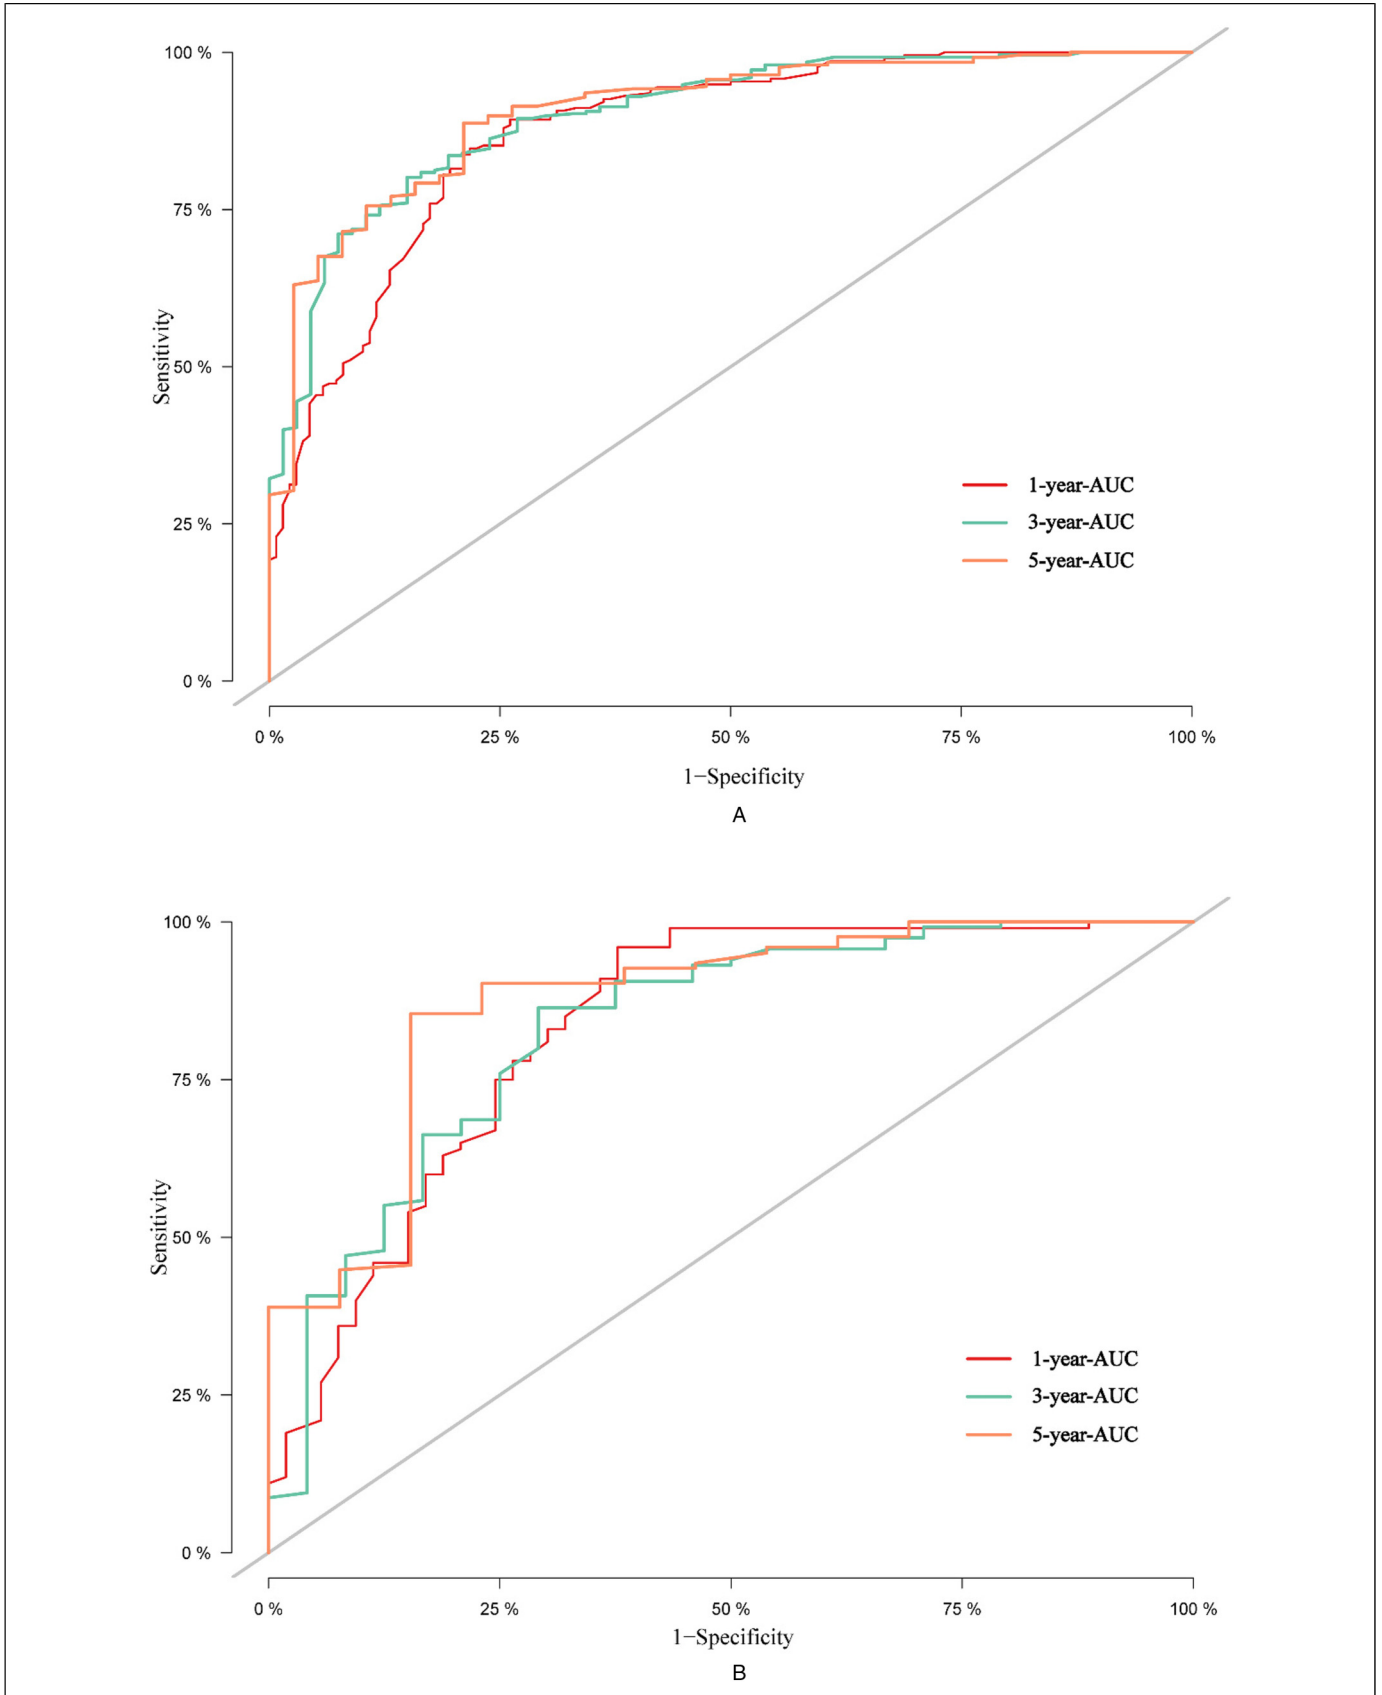 100 %
75 %
50 %
25 %
0 %
Sensitivity
1-year-AUC
3-year-AUC
5-year-AUC
0 % 25 % 50 % 75 % 100 %
1−Specificity
A
100 %
75 %
50 %
25 %
0 %
Sensitivity
1-year-AUC
3-year-AUC
5-year-AUC
0 % 25 % 50 % 75 % 100 %
1−Specificity
B